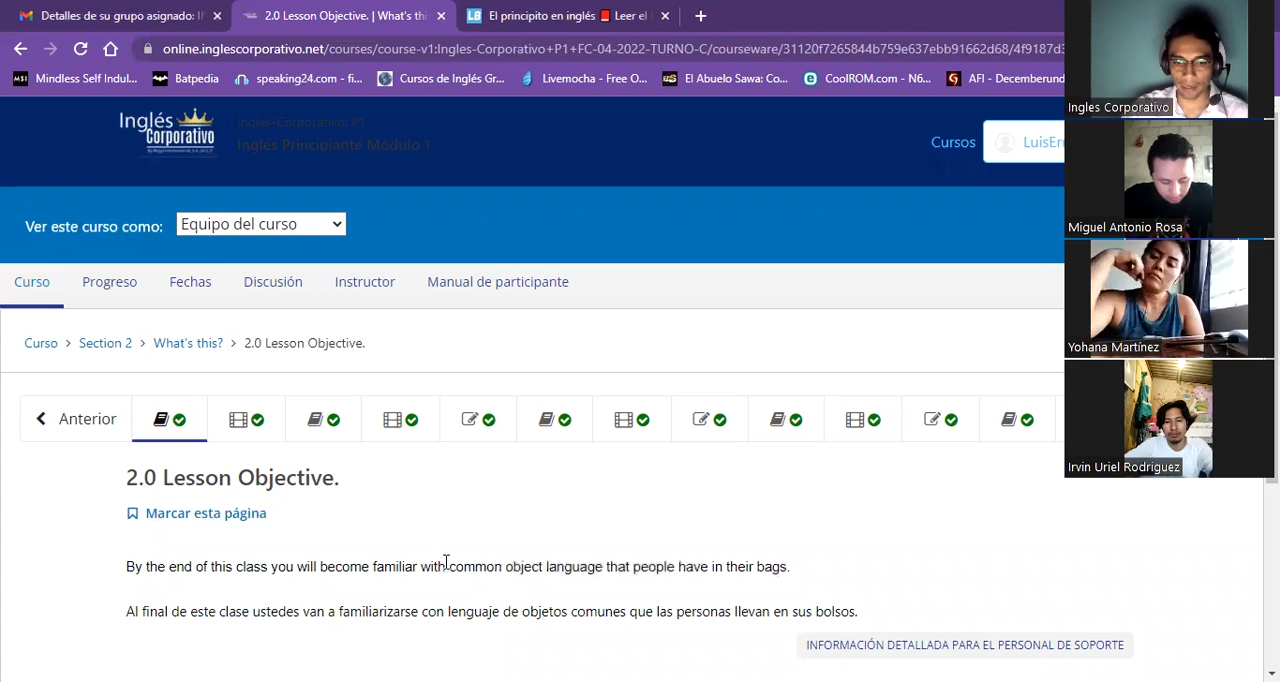 Detalles de su grupo asignado: I
2.0 Lesson Objective. | What's thi
El principito en inglés 📕 Leer el
online.inglescorporativo.net/courses/course-v1:Ingles-Corporativo+P1+FC-04-2022-TURNO-C/courseware/31120f7265844b759e637ebb91662d68/4f9187d3
Mindless Self Indul...
Batpedia
speaking24.com - fi...
Cursos de Inglés Gr...
Livemocha - Free O...
El Abuelo Sawa: Co...
CoolROM.com - N6...
AFI - Decemberund
Inglés
Corporativo
Ingles-Corporativo: P1
Inglés Principiante Módulo 1
Cursos
LuisErn
Ver este curso como:
Equipo del curso
Curso
Progreso
Fechas
Discusión
Instructor
Manual de participante
Curso > Section 2 > What's this? > 2.0 Lesson Objective.
Anterior
2.0 Lesson Objective.
Marcar esta página
By the end of this class you will become familiar with common object language that people have in their bags.
Al final de este clase ustedes van a familiarizarse con lenguaje de objetos comunes que las personas llevan en sus bolsos.
INFORMACIÓN DETALLADA PARA EL PERSONAL DE SOPORTE
Ingles Corporativo
Miguel Antonio Rosa
Yohana Martínez
Irvin Uriel Rodriguez